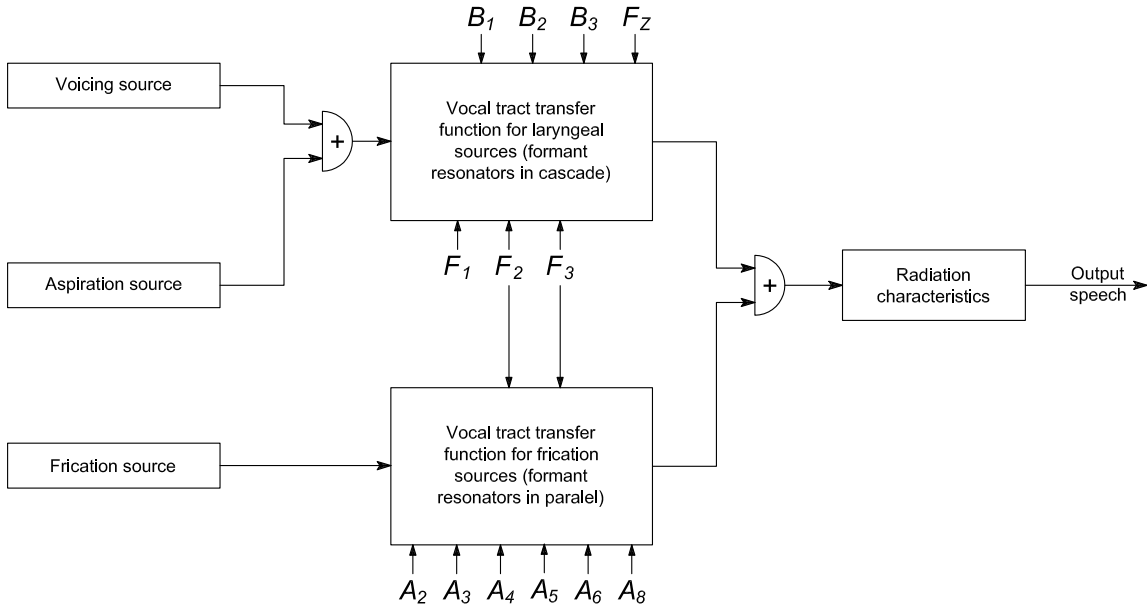 B1 B2 B3 FZ
Voicing source
Vocal tract transfer
function for laryngeal
sources (formant
resonators in cascade)
+
Aspiration source
F1 F2 F3
+
Radiation
characteristics
Output
speech
Frication source
Vocal tract transfer
function for frication
sources (formant
resonators in paralel)
A2 A3 A4 A5 A6 A8